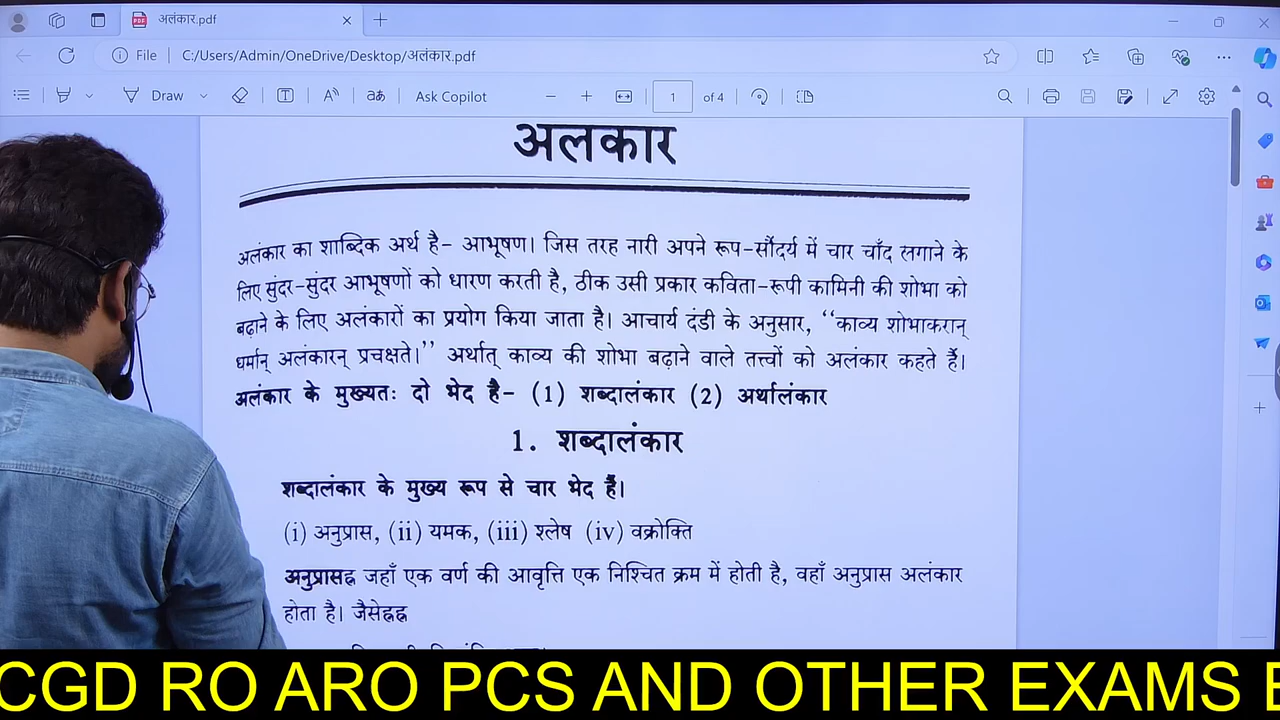 अलंकार.pdf
File C:/Users/Admin/OneDrive/Desktop/अलंकार.pdf
Draw Ask Copilot 1 of 4
अलंकार
अलंकार का शाब्दिक अर्थ है- आभूषण। जिस तरह नारी अपने रूप-सौंदर्य में चार चाँद लगाने के
लिए सुंदर-सुंदर आभूषणों को धारण करती है, ठीक उसी प्रकार कविता-रूपी कामिनी की शोभा को
बढ़ाने के लिए अलंकारों का प्रयोग किया जाता है। आचार्य दंडी के अनुसार, ‘‘काव्य शोभाकरान्
धर्मान् अलंकारन् प्रचक्षते।’’ अर्थात् काव्य की शोभा बढ़ाने वाले तत्त्वों को अलंकार कहते हैं।
अलंकार के मुख्यतः दो भेद है- (1) शब्दालंकार (2) अर्थालंकार
1. शब्दालंकार
शब्दालंकार के मुख्य रूप से चार भेद हैं।
(i) अनुप्रास, (ii) यमक, (iii) श्लेष (iv) वक्रोक्ति
अनुप्रासह्न जहाँ एक वर्ण की आवृत्ति एक निश्चित क्रम में होती है, वहाँ अनुप्रास अलंकार
होता है। जैसेह्नह्न
CGD RO ARO PCS AND OTHER EXAMS